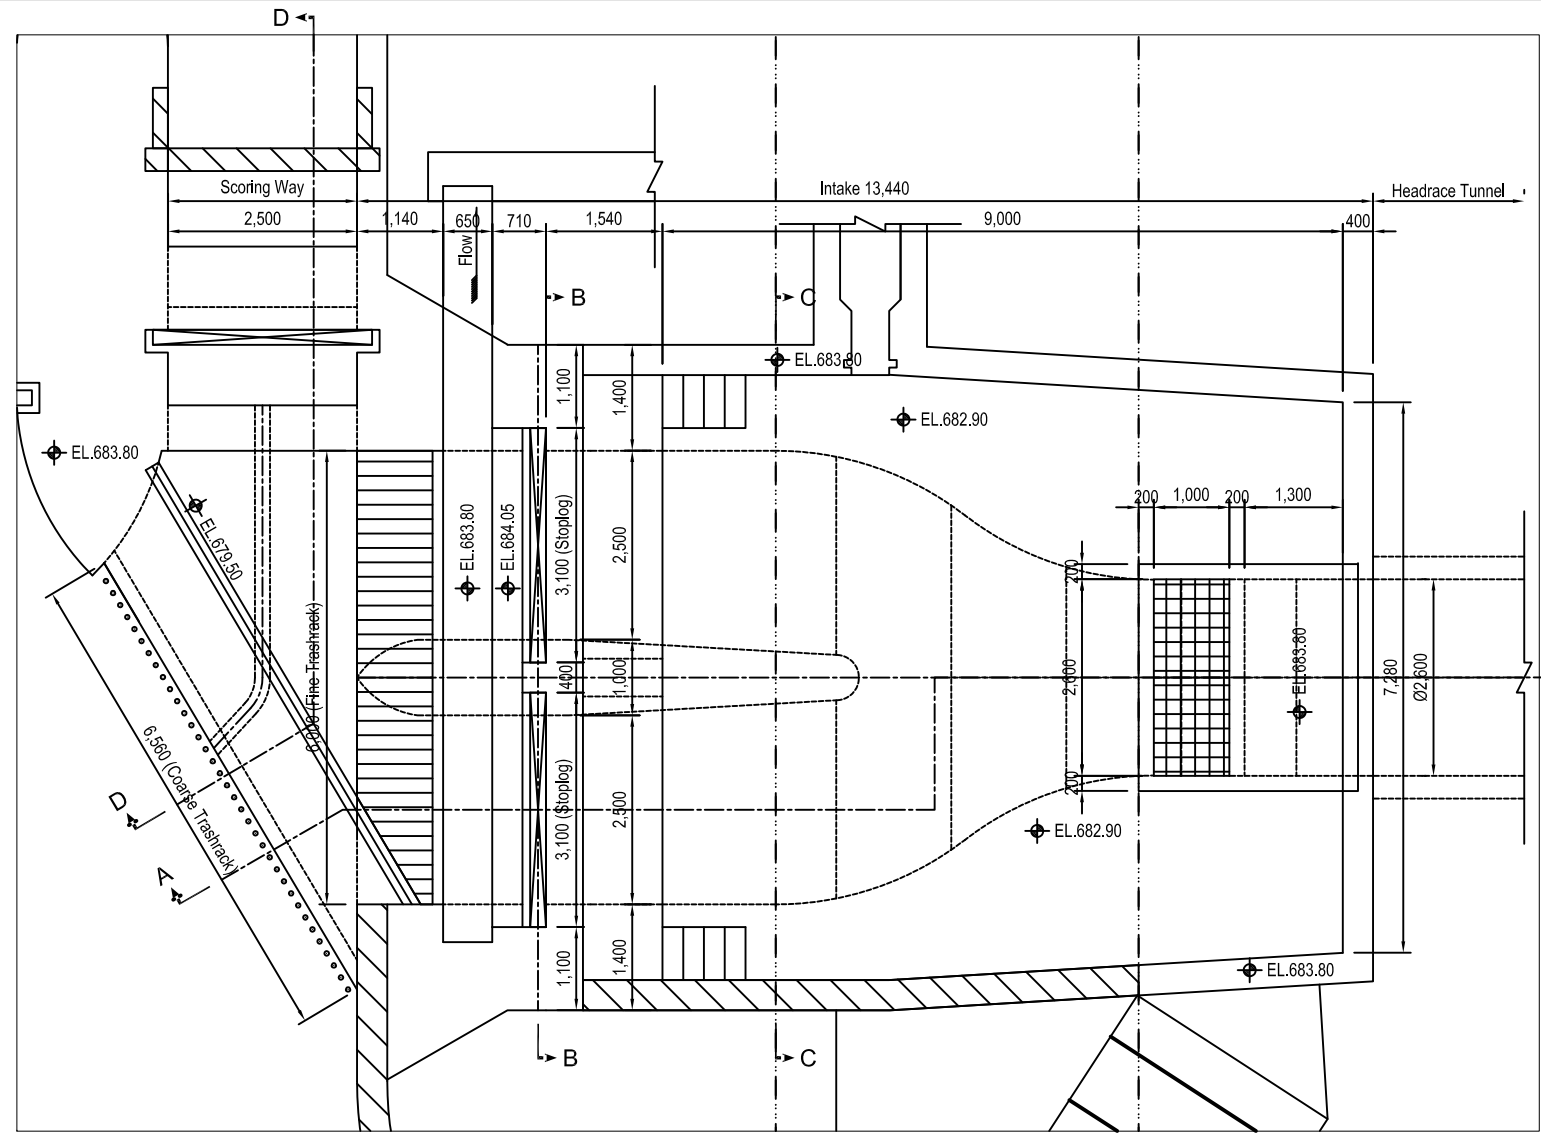 D
Scoring Way
Intake 13,440
Headrace Tunnel
2,500
1,140
650
710
1,540
9,000
400
Flow
B
C
EL.683.80
1,100
1,400
EL.682.90
EL.683.80
EL.679.50
EL.683.80
EL.684.05
3,100 (Stoplog)
2,500
200
1,000
200
1,300
200
6,000 (Fine Trashrack)
400
1,000
2,600
EL.683.80
7,280
Ø2,600
6,560 (Coarse Trashrack)
D
A
3,100 (Stoplog)
2,500
200
EL.682.90
1,100
1,400
EL.683.80
B
C